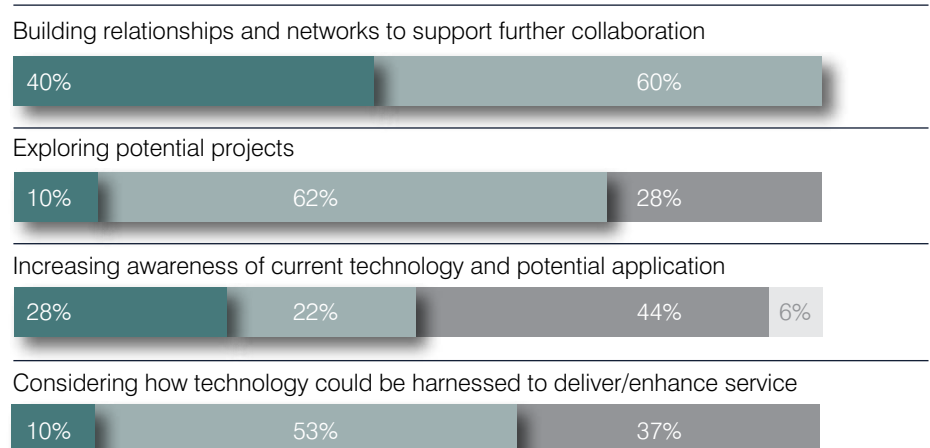 Building relationships and networks to support further collaboration
40% 60%
Exploring potential projects
10% 62% 28%
Increasing awareness of current technology and potential application
28% 22% 44% 6%
Considering how technology could be harnessed to deliver/enhance service
10% 53% 37%